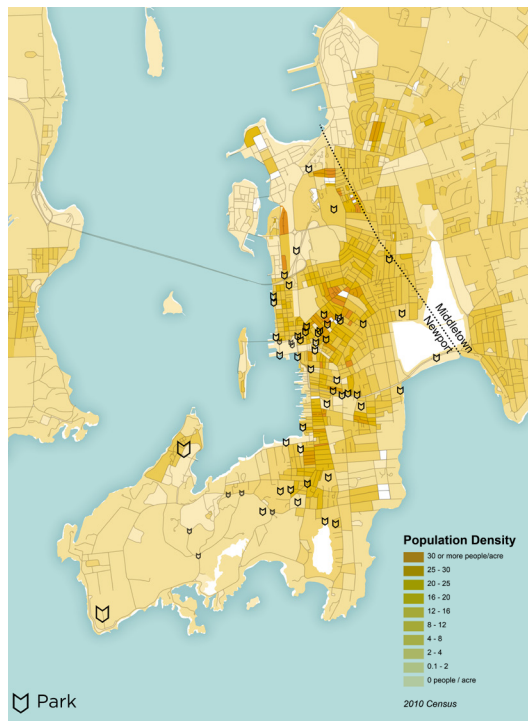 Middletown
Newport
Population Density
30 or more people/acre
25 - 30
20 - 25
16 - 20
12 - 16
8 - 12
4 - 8
2 - 4
0.1 - 2
0 people / acre
2010 Census
Park